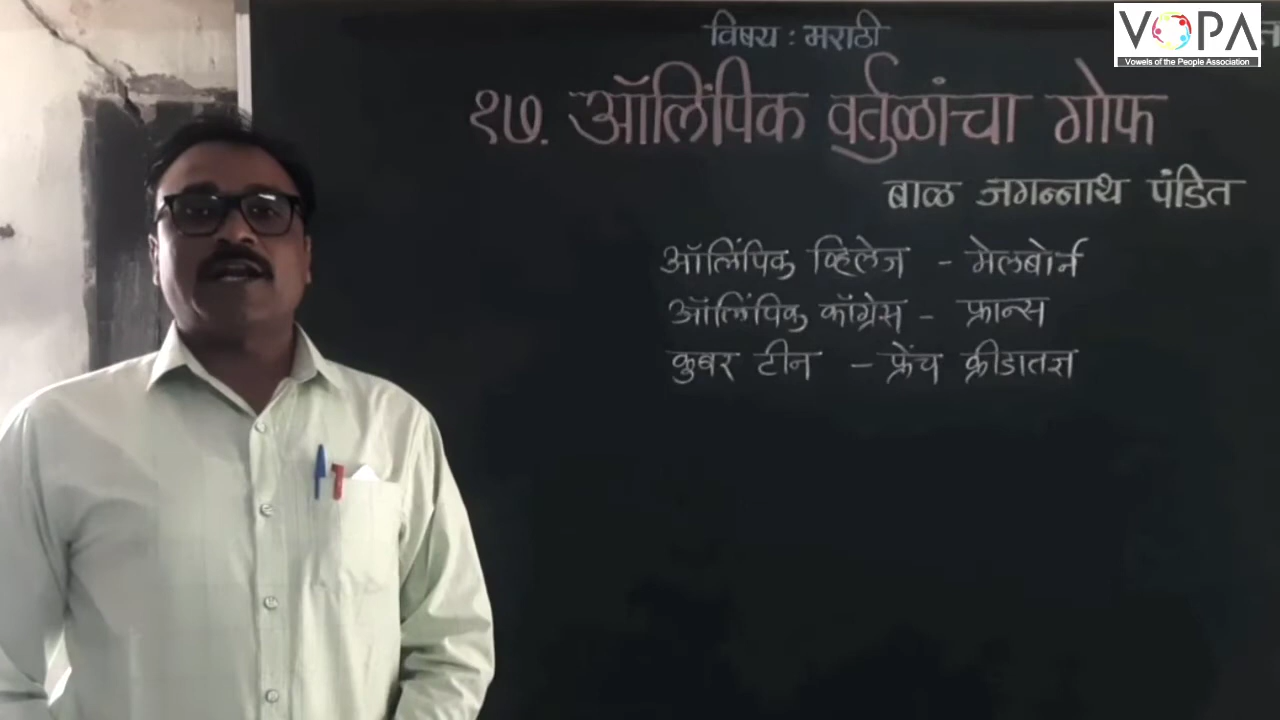 विषय : मराठी
१७. ऑलिंपिक वर्तुळांचा गोफ
बाळ जगन्नाथ पंडित
ऑलिंपिक व्हिलेज - मेलबोर्न
ऑलिंपिक काँग्रेस - फ्रान्स
कुबर टीन - फ्रेंच क्रीडातज्ञ
VOPA
Vowels of the People Association